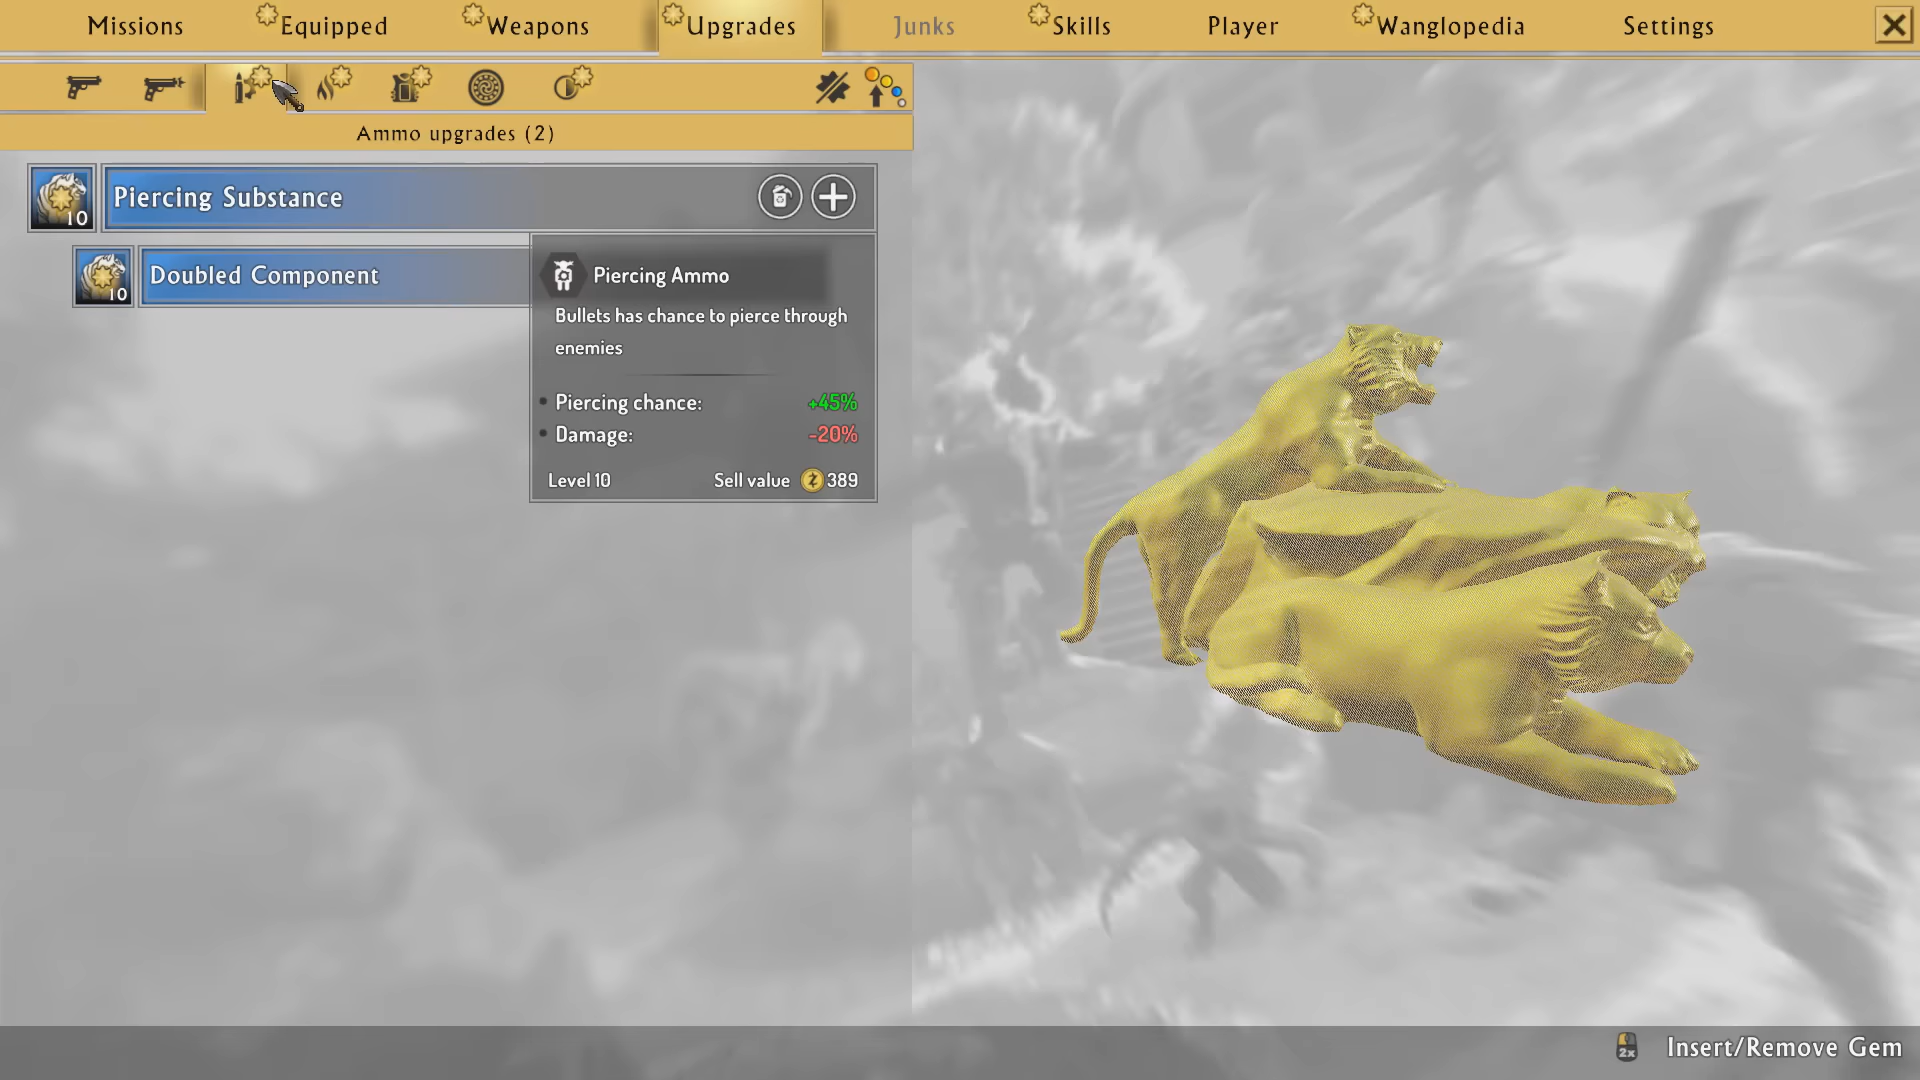 Missions Equipped Weapons Upgrades Junks Skills Player Wanglopedia Settings
Ammo upgrades (2)
10 Piercing Substance
10 Doubled Component
Piercing Ammo
Bullets has chance to pierce through
enemies
Piercing chance: +45%
Damage: -20%
Level 10 Sell value 389
2x Insert/Remove Gem